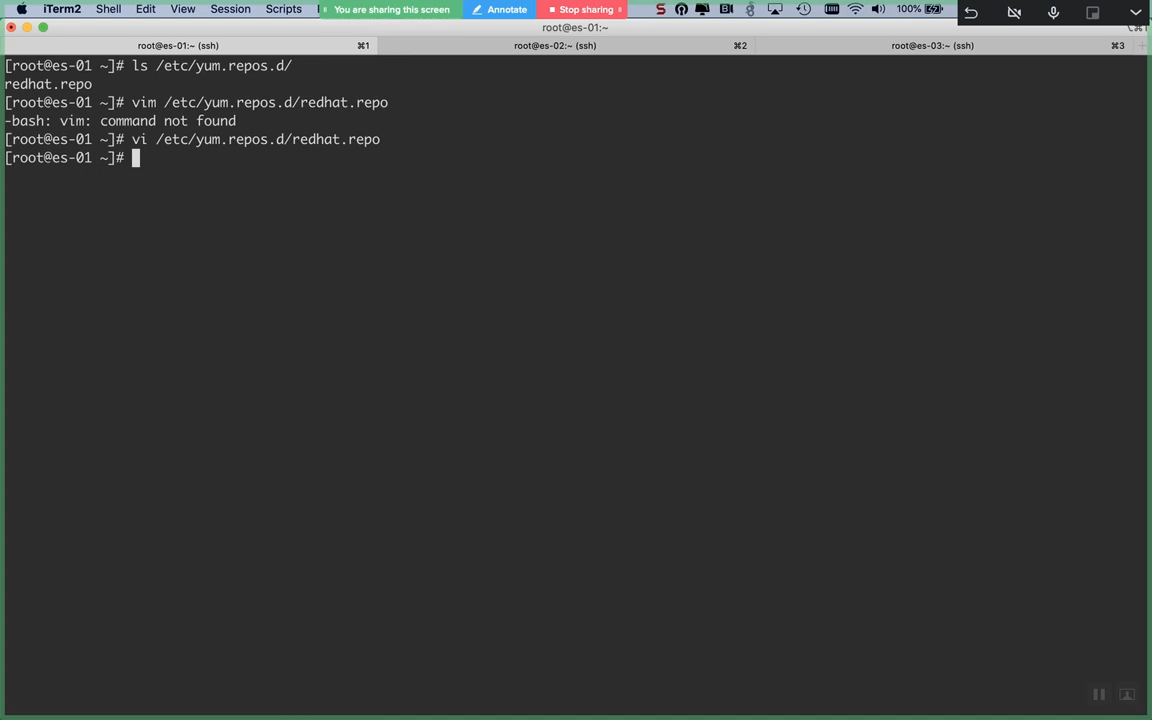 iTerm2 Shell Edit View Session Scripts You are sharing this screen Annotate Stop sharing 100%
root@es-01:~
root@es-01:~ (ssh) ⌘1 root@es-02:~ (ssh) ⌘2 root@es-03:~ (ssh) ⌘3
[root@es-01 ~]# ls /etc/yum.repos.d/
redhat.repo
[root@es-01 ~]# vim /etc/yum.repos.d/redhat.repo
-bash: vim: command not found
[root@es-01 ~]# vi /etc/yum.repos.d/redhat.repo
[root@es-01 ~]#